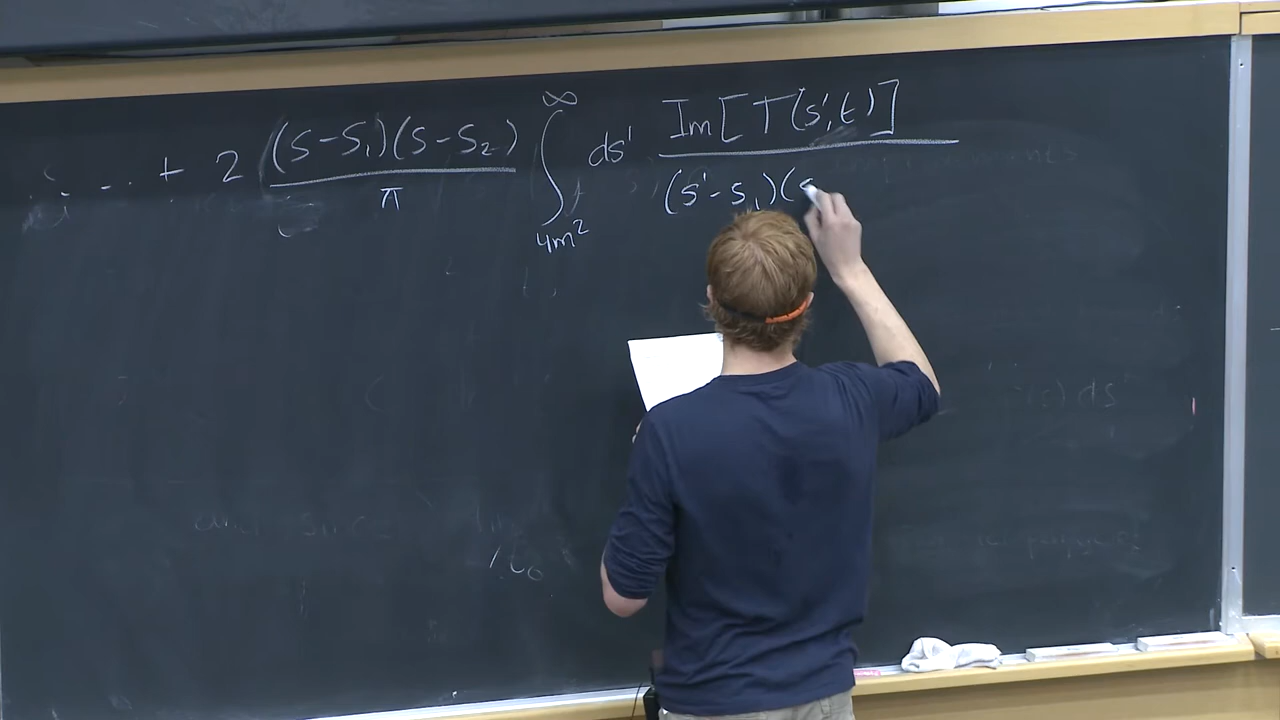 ... + 2 (s-s₁)(s-s₂) / π ∫_{4m²}^{∞} ds' Im[T(s',t)] / (s'-s₁)(s